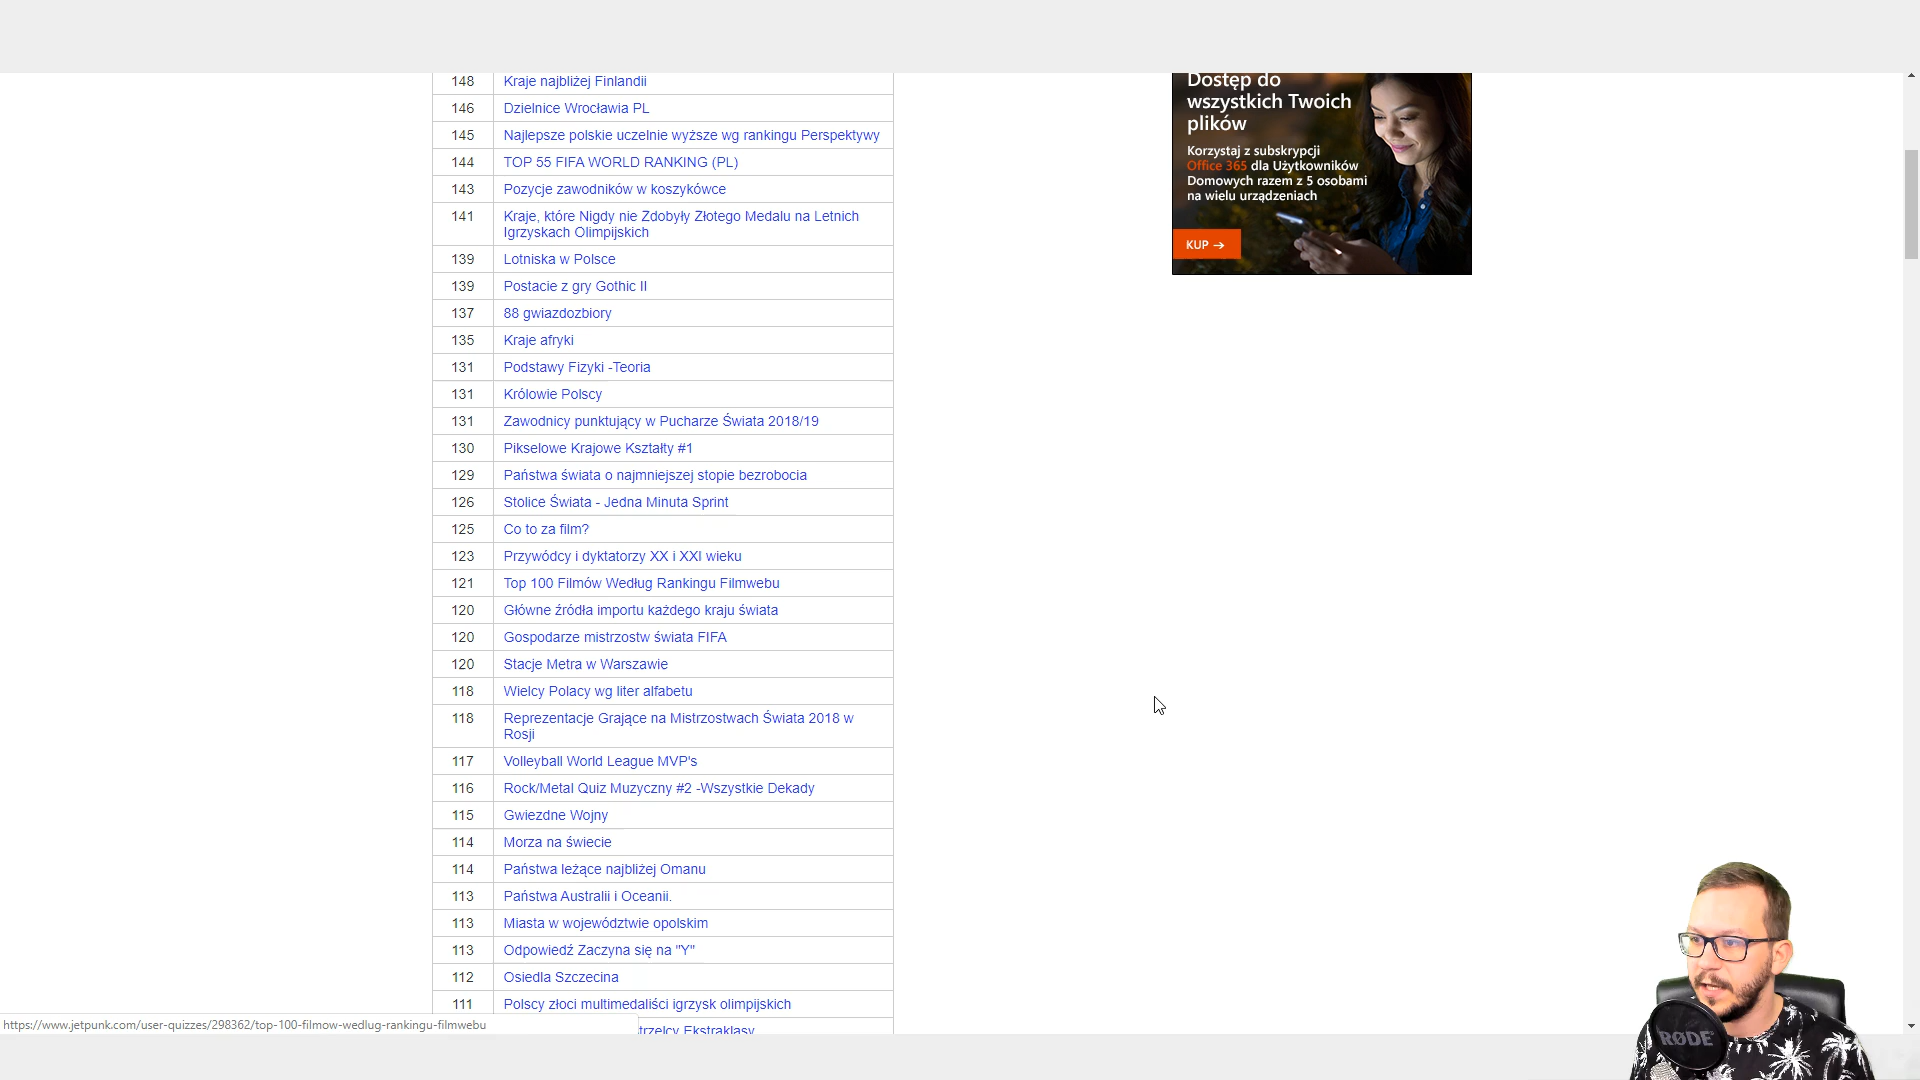 148 Kraje najbliżej Finlandii
146 Dzielnice Wrocławia PL
145 Najlepsze polskie uczelnie wyższe wg rankingu Perspektywy
144 TOP 55 FIFA WORLD RANKING (PL)
143 Pozycje zawodników w koszykówce
141 Kraje, które Nigdy nie Zdobyły Złotego Medalu na Letnich
Igrzyskach Olimpijskich
139 Lotniska w Polsce
139 Postacie z gry Gothic II
137 88 gwiazdozbiory
135 Kraje afryki
131 Podstawy Fizyki -Teoria
131 Królowie Polscy
131 Zawodnicy punktujący w Pucharze Świata 2018/19
130 Pikselowe Krajowe Kształty #1
129 Państwa świata o najmniejszej stopie bezrobocia
126 Stolice Świata - Jedna Minuta Sprint
125 Co to za film?
123 Przywódcy i dyktatorzy XX i XXI wieku
121 Top 100 Filmów Według Rankingu Filmwebu
120 Główne źródła importu każdego kraju świata
120 Gospodarze mistrzostw świata FIFA
120 Stacje Metra w Warszawie
118 Wielcy Polacy wg liter alfabetu
118 Reprezentacje Grające na Mistrzostwach Świata 2018 w
Rosji
117 Volleyball World League MVP's
116 Rock/Metal Quiz Muzyczny #2 -Wszystkie Dekady
115 Gwiezdne Wojny
114 Morza na świecie
114 Państwa leżące najbliżej Omanu
113 Państwa Australii i Oceanii.
113 Miasta w województwie opolskim
113 Odpowiedź Zaczyna się na "Y"
112 Osiedla Szczecina
111 Polscy złoci multimedaliści igrzysk olimpijskich
Ekstraklasy
https://www.jetpunk.com/user-quizzes/298362/top-100-filmow-wedlug-rankingu-filmwebu
Dostęp do
wszystkich Twoich
plików
Korzystaj z subskrypcji
Office 365 dla Użytkowników
Domowych razem z 5 osobami
na wielu urządzeniach
KUP →
RØDE